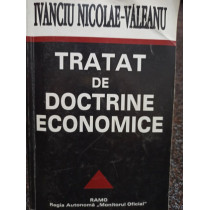 IVANCIU NICOLAE-VĂLEANU
TRATAT
DE
DOCTRINE
ECONOMICE
RAMO
Regia Autonomă „Monitorul Oficial"